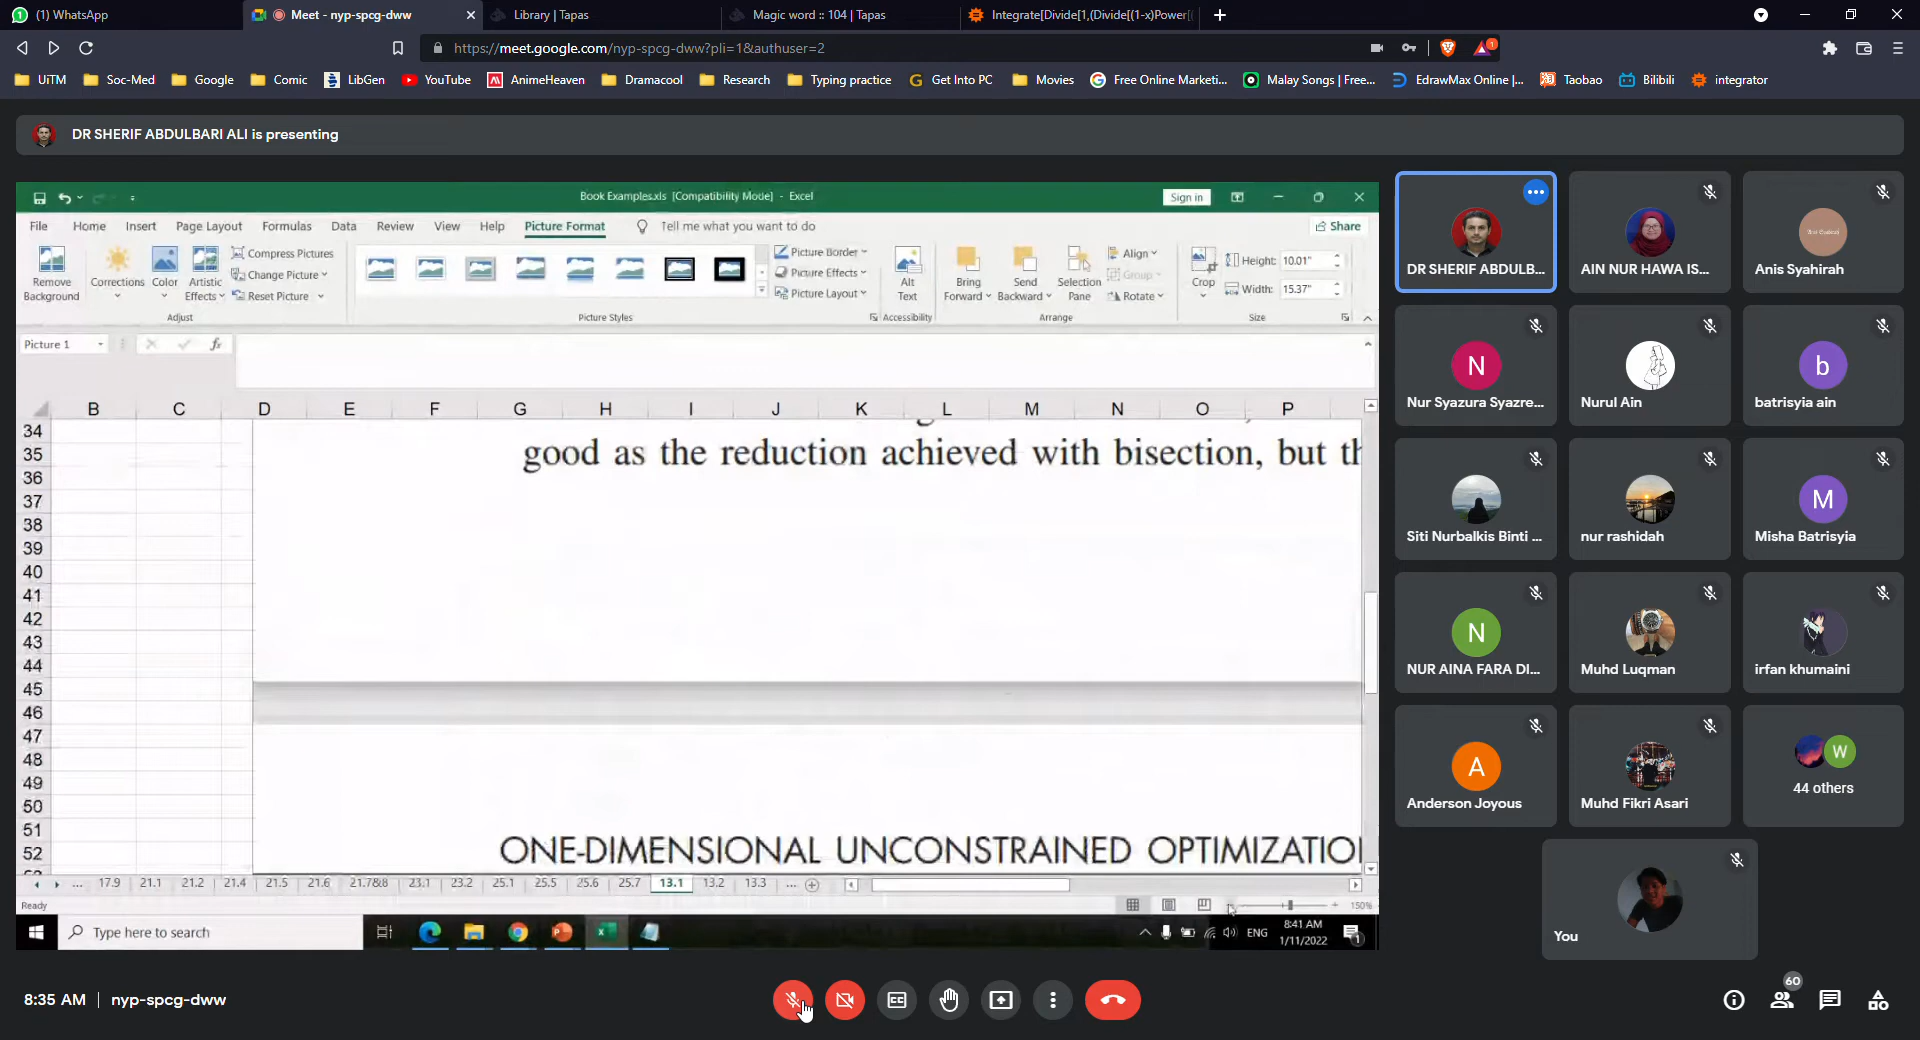 (1) WhatsApp
Meet - nyp-spcg-dww
Library | Tapas
Magic word :: 104 | Tapas
Integrate[Divide[1,(Divide[(1-x)Power[
https://meet.google.com/nyp-spcg-dww?pli=1&authuser=2
UiTM
Soc-Med
Google
Comic
LibGen
YouTube
AnimeHeaven
Dramacool
Research
Typing practice
Get Into PC
Movies
Free Online Marketi...
Malay Songs | Free...
EdrawMax Online |...
Taobao
Bilibili
integrator
DR SHERIF ABDULBARI ALI is presenting
Book Examples.xls [Compatibility Mode] - Excel
Sign in
File
Home
Insert
Page Layout
Formulas
Data
Review
View
Help
Picture Format
Tell me what you want to do
Share
Remove Background
Corrections
Color
Artistic Effects
Compress Pictures
Change Picture
Reset Picture
Picture Border
Picture Effects
Picture Layout
Alt Text
Bring Forward
Send Backward
Selection Pane
Align
Group
Rotate
Crop
Height: 10.01"
Width: 15.37"
Adjust
Picture Styles
Accessibility
Arrange
Size
Picture 1
fx
B C D E F G H I J K L M N O P
34
35
36
37
38
39
40
41
42
43
44
45
46
47
48
49
50
51
52
good as the reduction achieved with bisection, but th
ONE-DIMENSIONAL UNCONSTRAINED OPTIMIZATIO
... 17.9 21.1 21.2 21.4 21.5 21.6 21.7&8 23.1 23.2 25.1 25.5 25.6 25.7 13.1 13.2 13.3 ...
Ready
150%
Type here to search
ENG
8:41 AM
1/11/2022
1
DR SHERIF ABDULB...
AIN NUR HAWA IS...
Anis Syahirah
N
Nur Syazura Syazre...
Nurul Ain
b
batrisyia ain
Siti Nurbalkis Binti ...
nur rashidah
M
Misha Batrisyia
N
NUR AINA FARA DI...
Muhd Luqman
irfan khumaini
A
Anderson Joyous
Muhd Fikri Asari
W
44 others
You
8:35 AM | nyp-spcg-dww
60